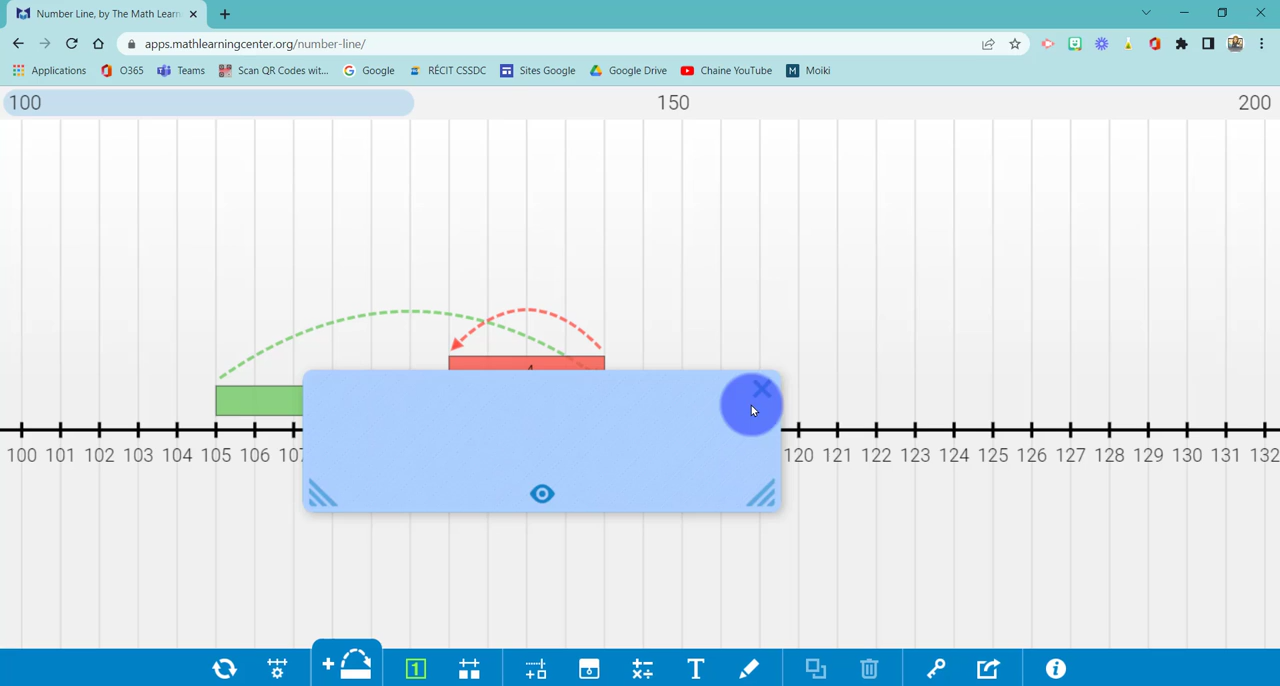 Number Line, by The Math Learn
apps.mathlearningcenter.org/number-line/
Applications O365 Teams Scan QR Codes wit... Google RÉCIT CSSDC Sites Google Google Drive Chaine YouTube M Moiki
100 150 200
4
100 101 102 103 104 105 106 107 120 121 122 123 124 125 126 127 128 129 130 131 132
1 T